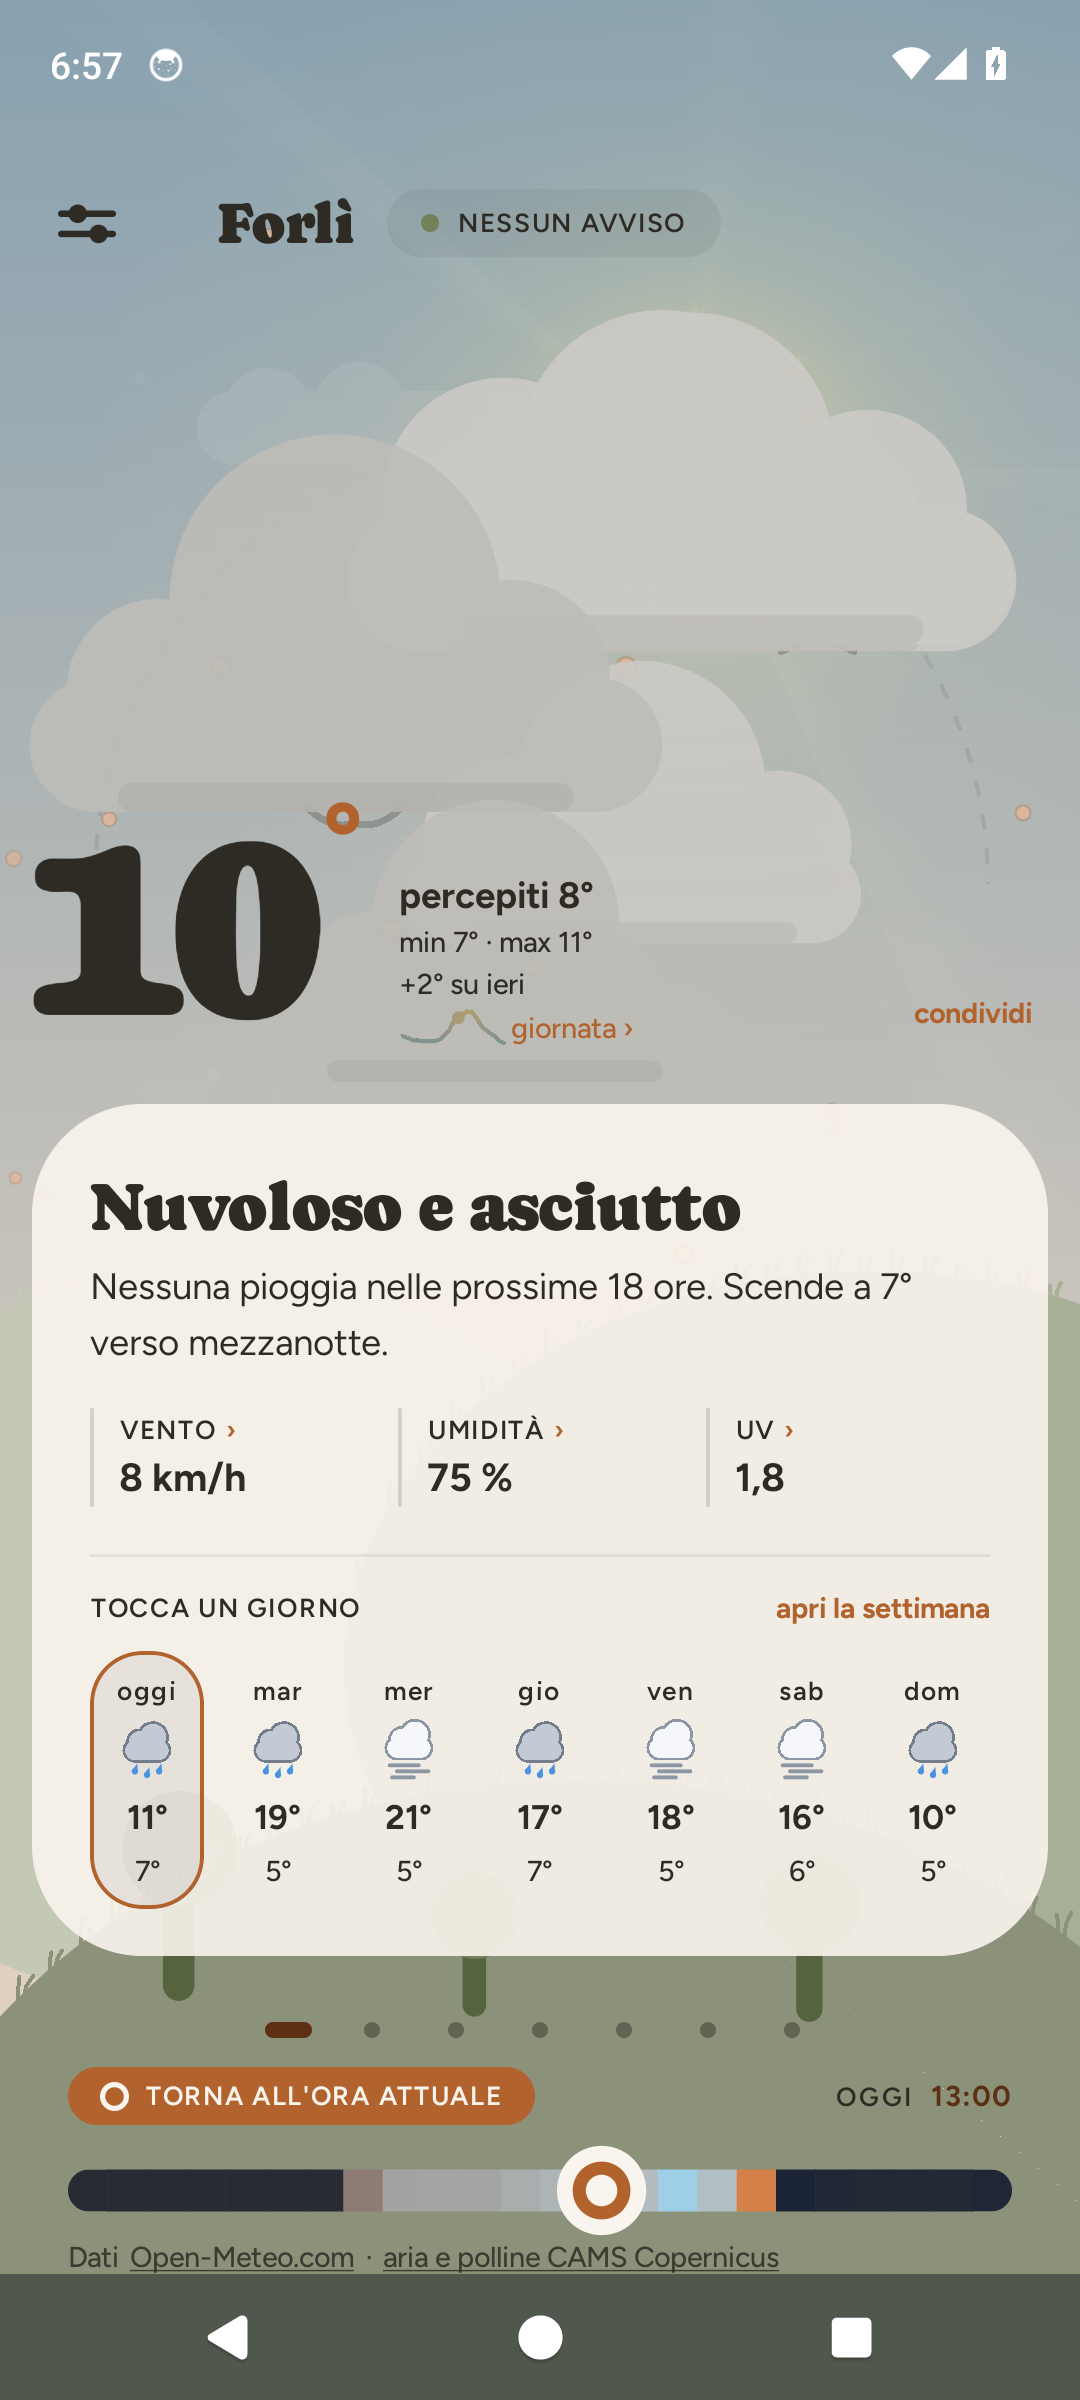 6:57
Forlì
NESSUN AVVISO
10
percepiti 8°
min 7° · max 11°
+2° su ieri
giornata ›
condividi
Nuvoloso e asciutto
Nessuna pioggia nelle prossime 18 ore. Scende a 7°
verso mezzanotte.
VENTO › UMIDITÀ › UV ›
8 km/h 75 % 1,8
TOCCA UN GIORNO apri la settimana
oggi mar mer gio ven sab dom
11° 19° 21° 17° 18° 16° 10°
7° 5° 5° 7° 5° 6° 5°
TORNA ALL'ORA ATTUALE OGGI 13:00
Dati Open-Meteo.com · aria e polline CAMS Copernicus